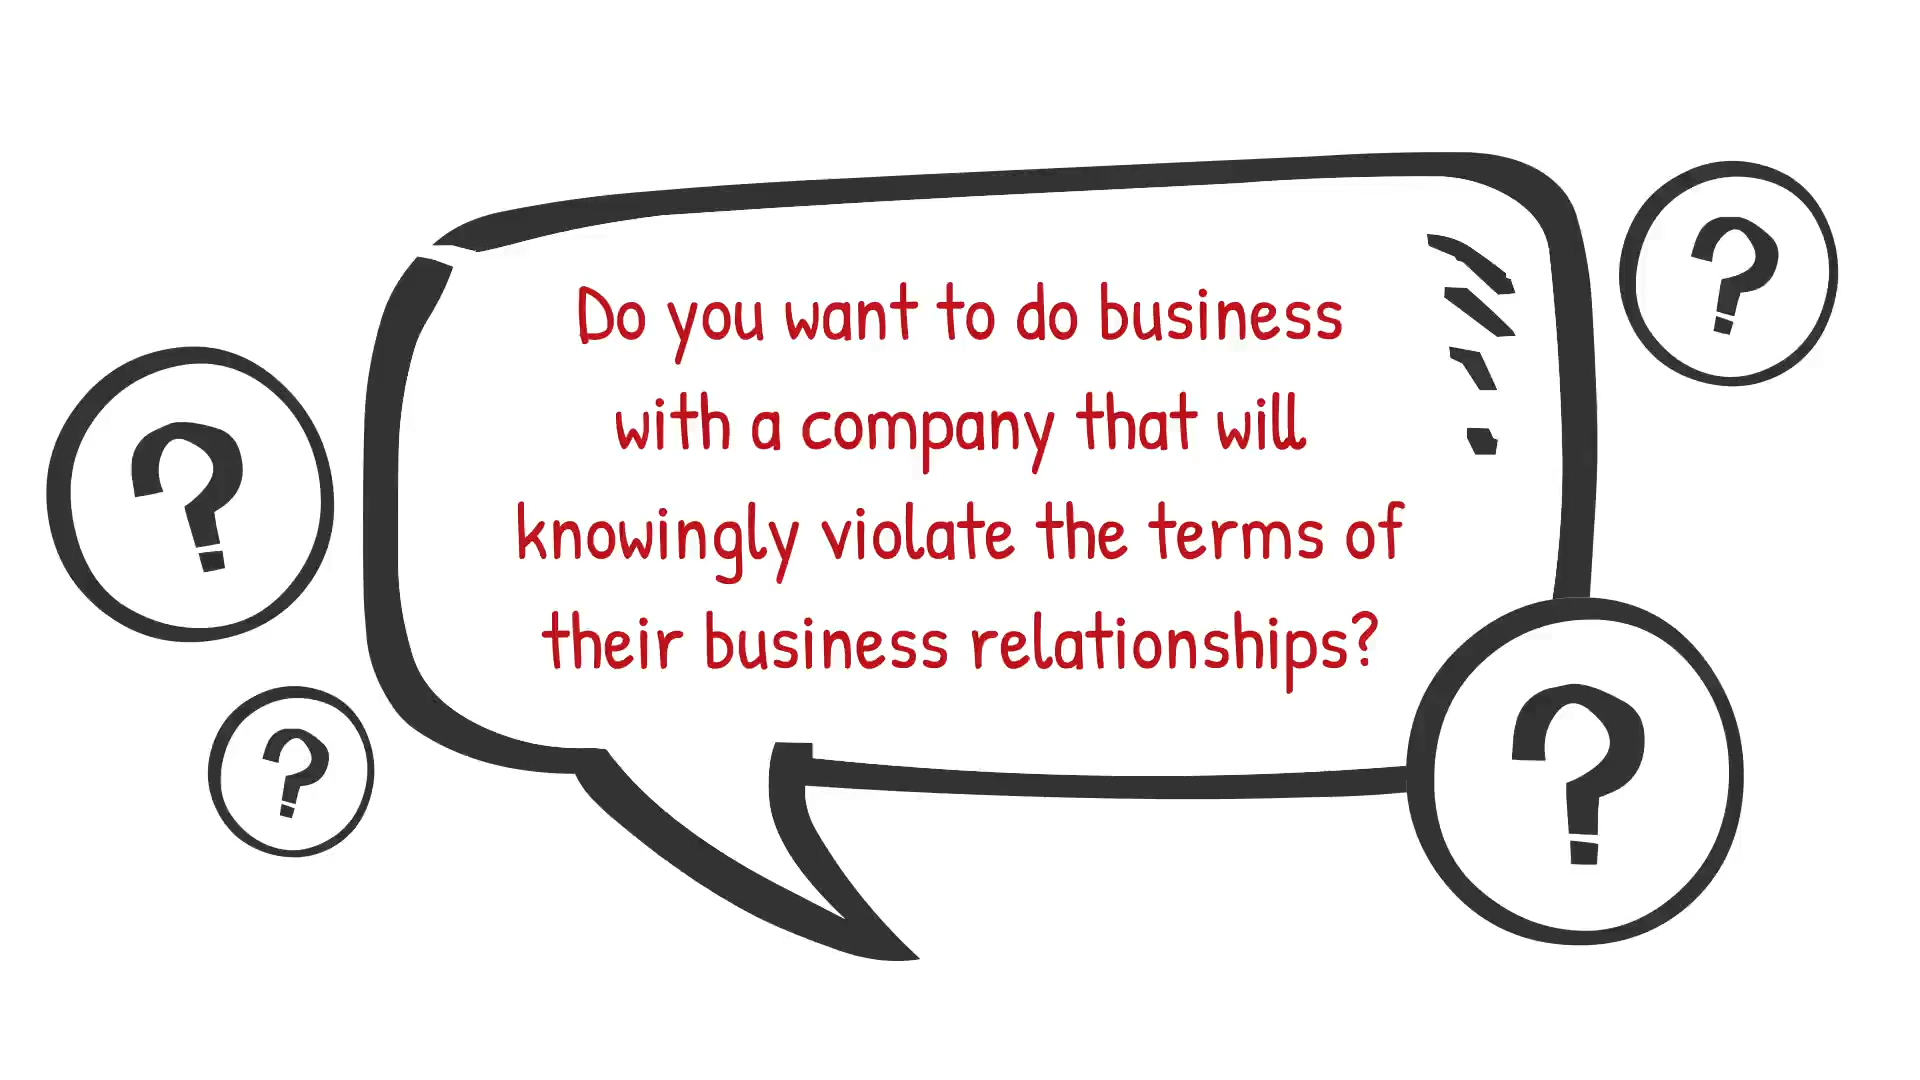 Do you want to do business
with a company that will
knowingly violate the terms of
their business relationships?
?
?
?
?